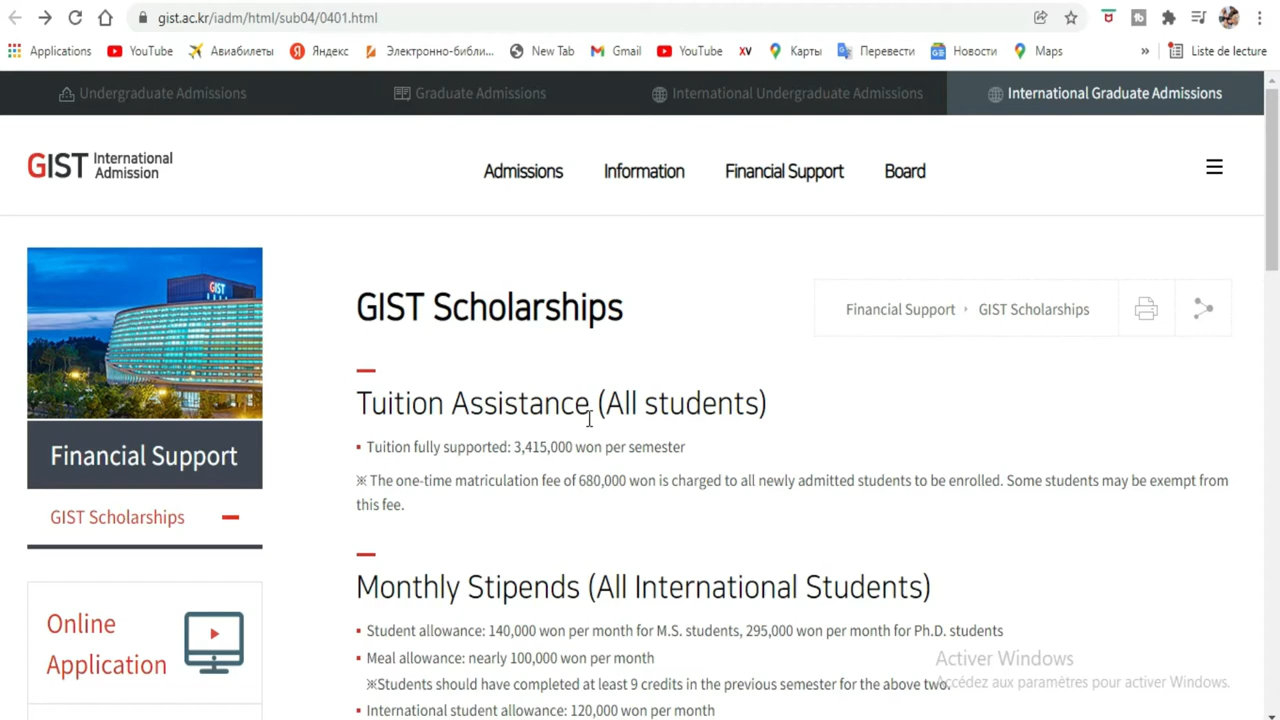 gist.ac.kr/iadm/html/sub04/0401.html
Applications YouTube Авиабилеты Яндекс Электронно-библи... New Tab Gmail YouTube XV Карты Перевести Новости Maps » Liste de lecture
Undergraduate Admissions Graduate Admissions International Undergraduate Admissions International Graduate Admissions
GIST International
Admission
Admissions Information Financial Support Board
GIST
Financial Support
GIST Scholarships
Online
Application
GIST Scholarships
Financial Support GIST Scholarships
Tuition Assistance (All students)
▪ Tuition fully supported: 3,415,000 won per semester
※ The one-time matriculation fee of 680,000 won is charged to all newly admitted students to be enrolled. Some students may be exempt from
this fee.
Monthly Stipends (All International Students)
▪ Student allowance: 140,000 won per month for M.S. students, 295,000 won per month for Ph.D. students
▪ Meal allowance: nearly 100,000 won per month
※Students should have completed at least 9 credits in the previous semester for the above two.
▪ International student allowance: 120,000 won per month
Activer Windows
Accédez aux paramètres pour activer Windows.